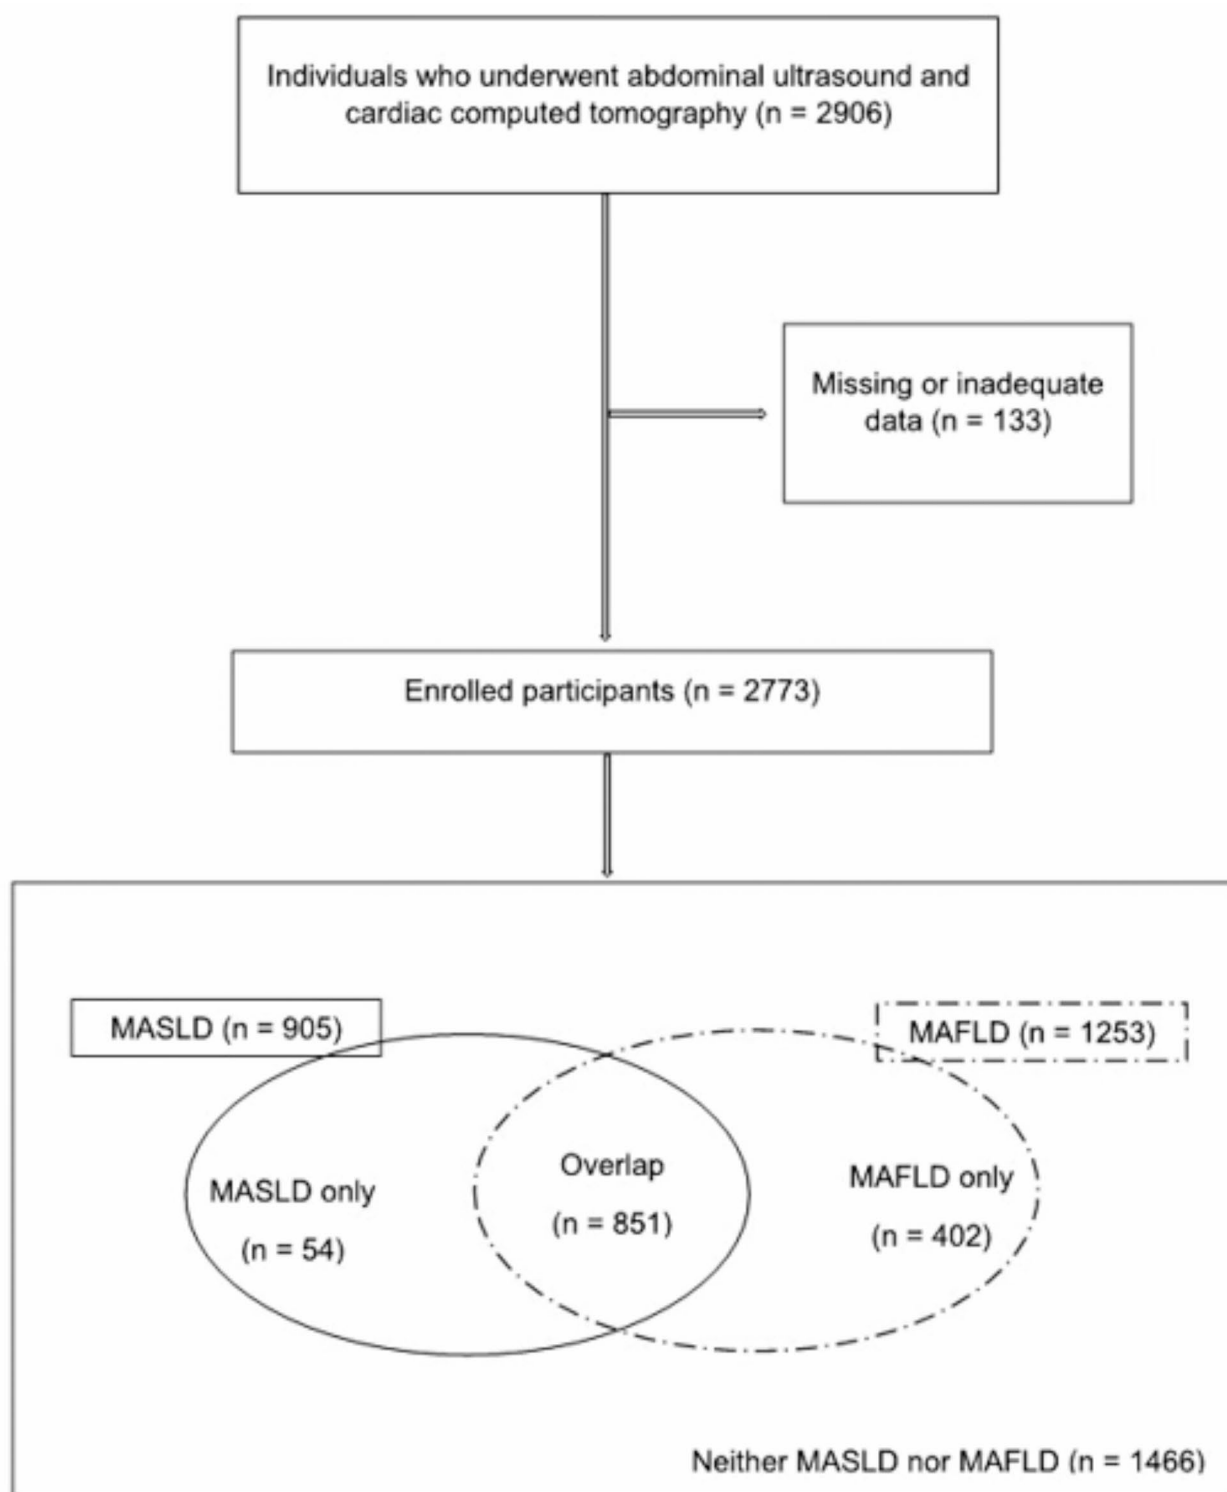 Individuals who underwent abdominal ultrasound and
cardiac computed tomography (n = 2906)
Missing or inadequate
data (n = 133)
Enrolled participants (n = 2773)
MASLD (n = 905)
MAFLD (n = 1253)
MASLD only
(n = 54)
Overlap
(n = 851)
MAFLD only
(n = 402)
Neither MASLD nor MAFLD (n = 1466)